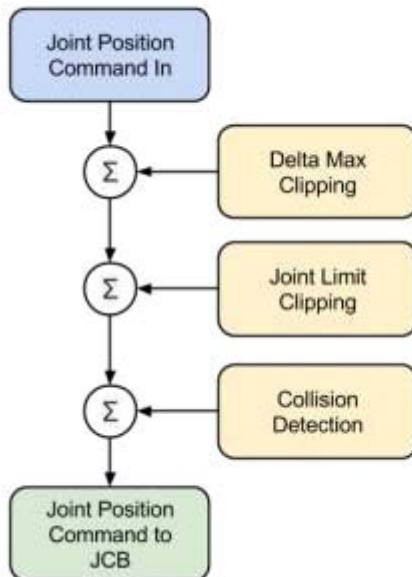 Joint Position
Command In
Σ
Delta Max
Clipping
Σ
Joint Limit
Clipping
Σ
Collision
Detection
Joint Position
Command to
JCB